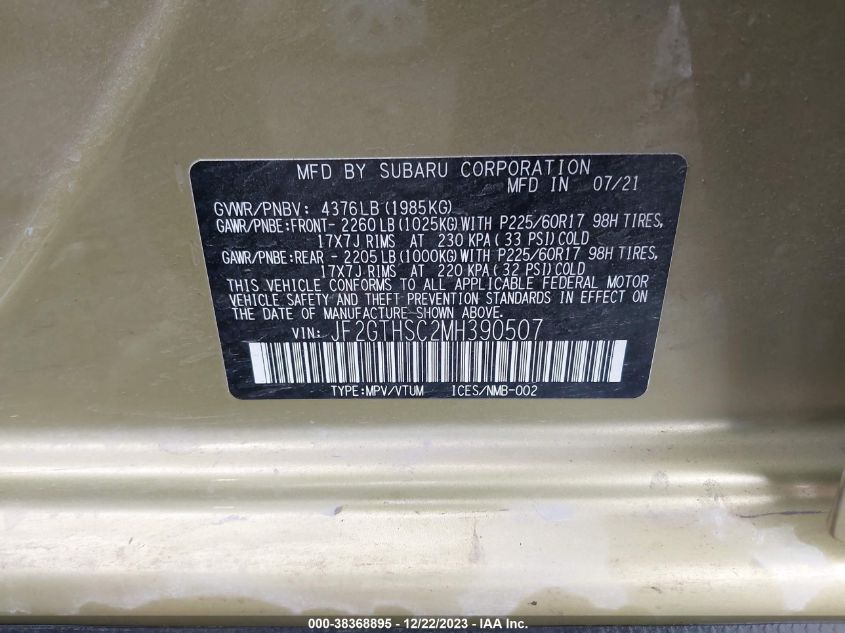 MFD BY SUBARU CORPORATION
MFD IN 07/21
GVWR/PNBV: 4376LB(1985KG)
GAWR/PNBE:FRONT- 2260LB(1025KG)WITH P225/60R17 98H TIRES,
17X7J RIMS AT 230 KPA( 33 PSI)COLD
GAWR/PNBE:REAR - 2205LB(1000KG)WITH P225/60R17 98H TIRES,
17X7J RIMS AT 220 KPA( 32 PSI)COLD
THIS VEHICLE CONFORMS TO ALL APPLICABLE FEDERAL MOTOR
VEHICLE SAFETY AND THEFT PREVENTION STANDARDS IN EFFECT ON
THE DATE OF MANUFACTURE SHOWN ABOVE.
VIN: JF2GTHSC2MH390507
TYPE:MPV/VTUM ICES/NMB-002
000-38368895 - 12/22/2023 - IAA Inc.